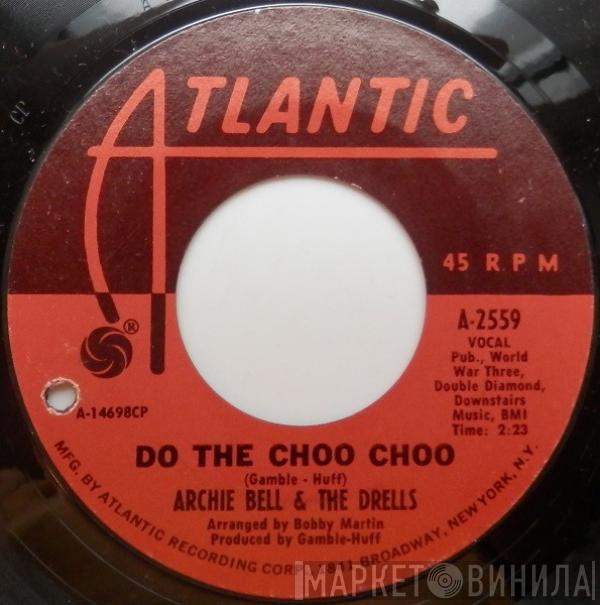 ATLANTIC
45 R P M
A-2559
VOCAL
Pub., World
War Three,
Double Diamond,
Downstairs
Music, BMI
Time: 2:23
®
A-14698CP
DO THE CHOO CHOO
(Gamble - Huff)
ARCHIE BELL & THE DRELLS
Arranged by Bobby Martin
Produced by Gamble-Huff
MFG. BY ATLANTIC RECORDING CORP., 1841 BROADWAY, NEW YORK, N.Y.
CP
МАРКЕТ ВИНИЛА